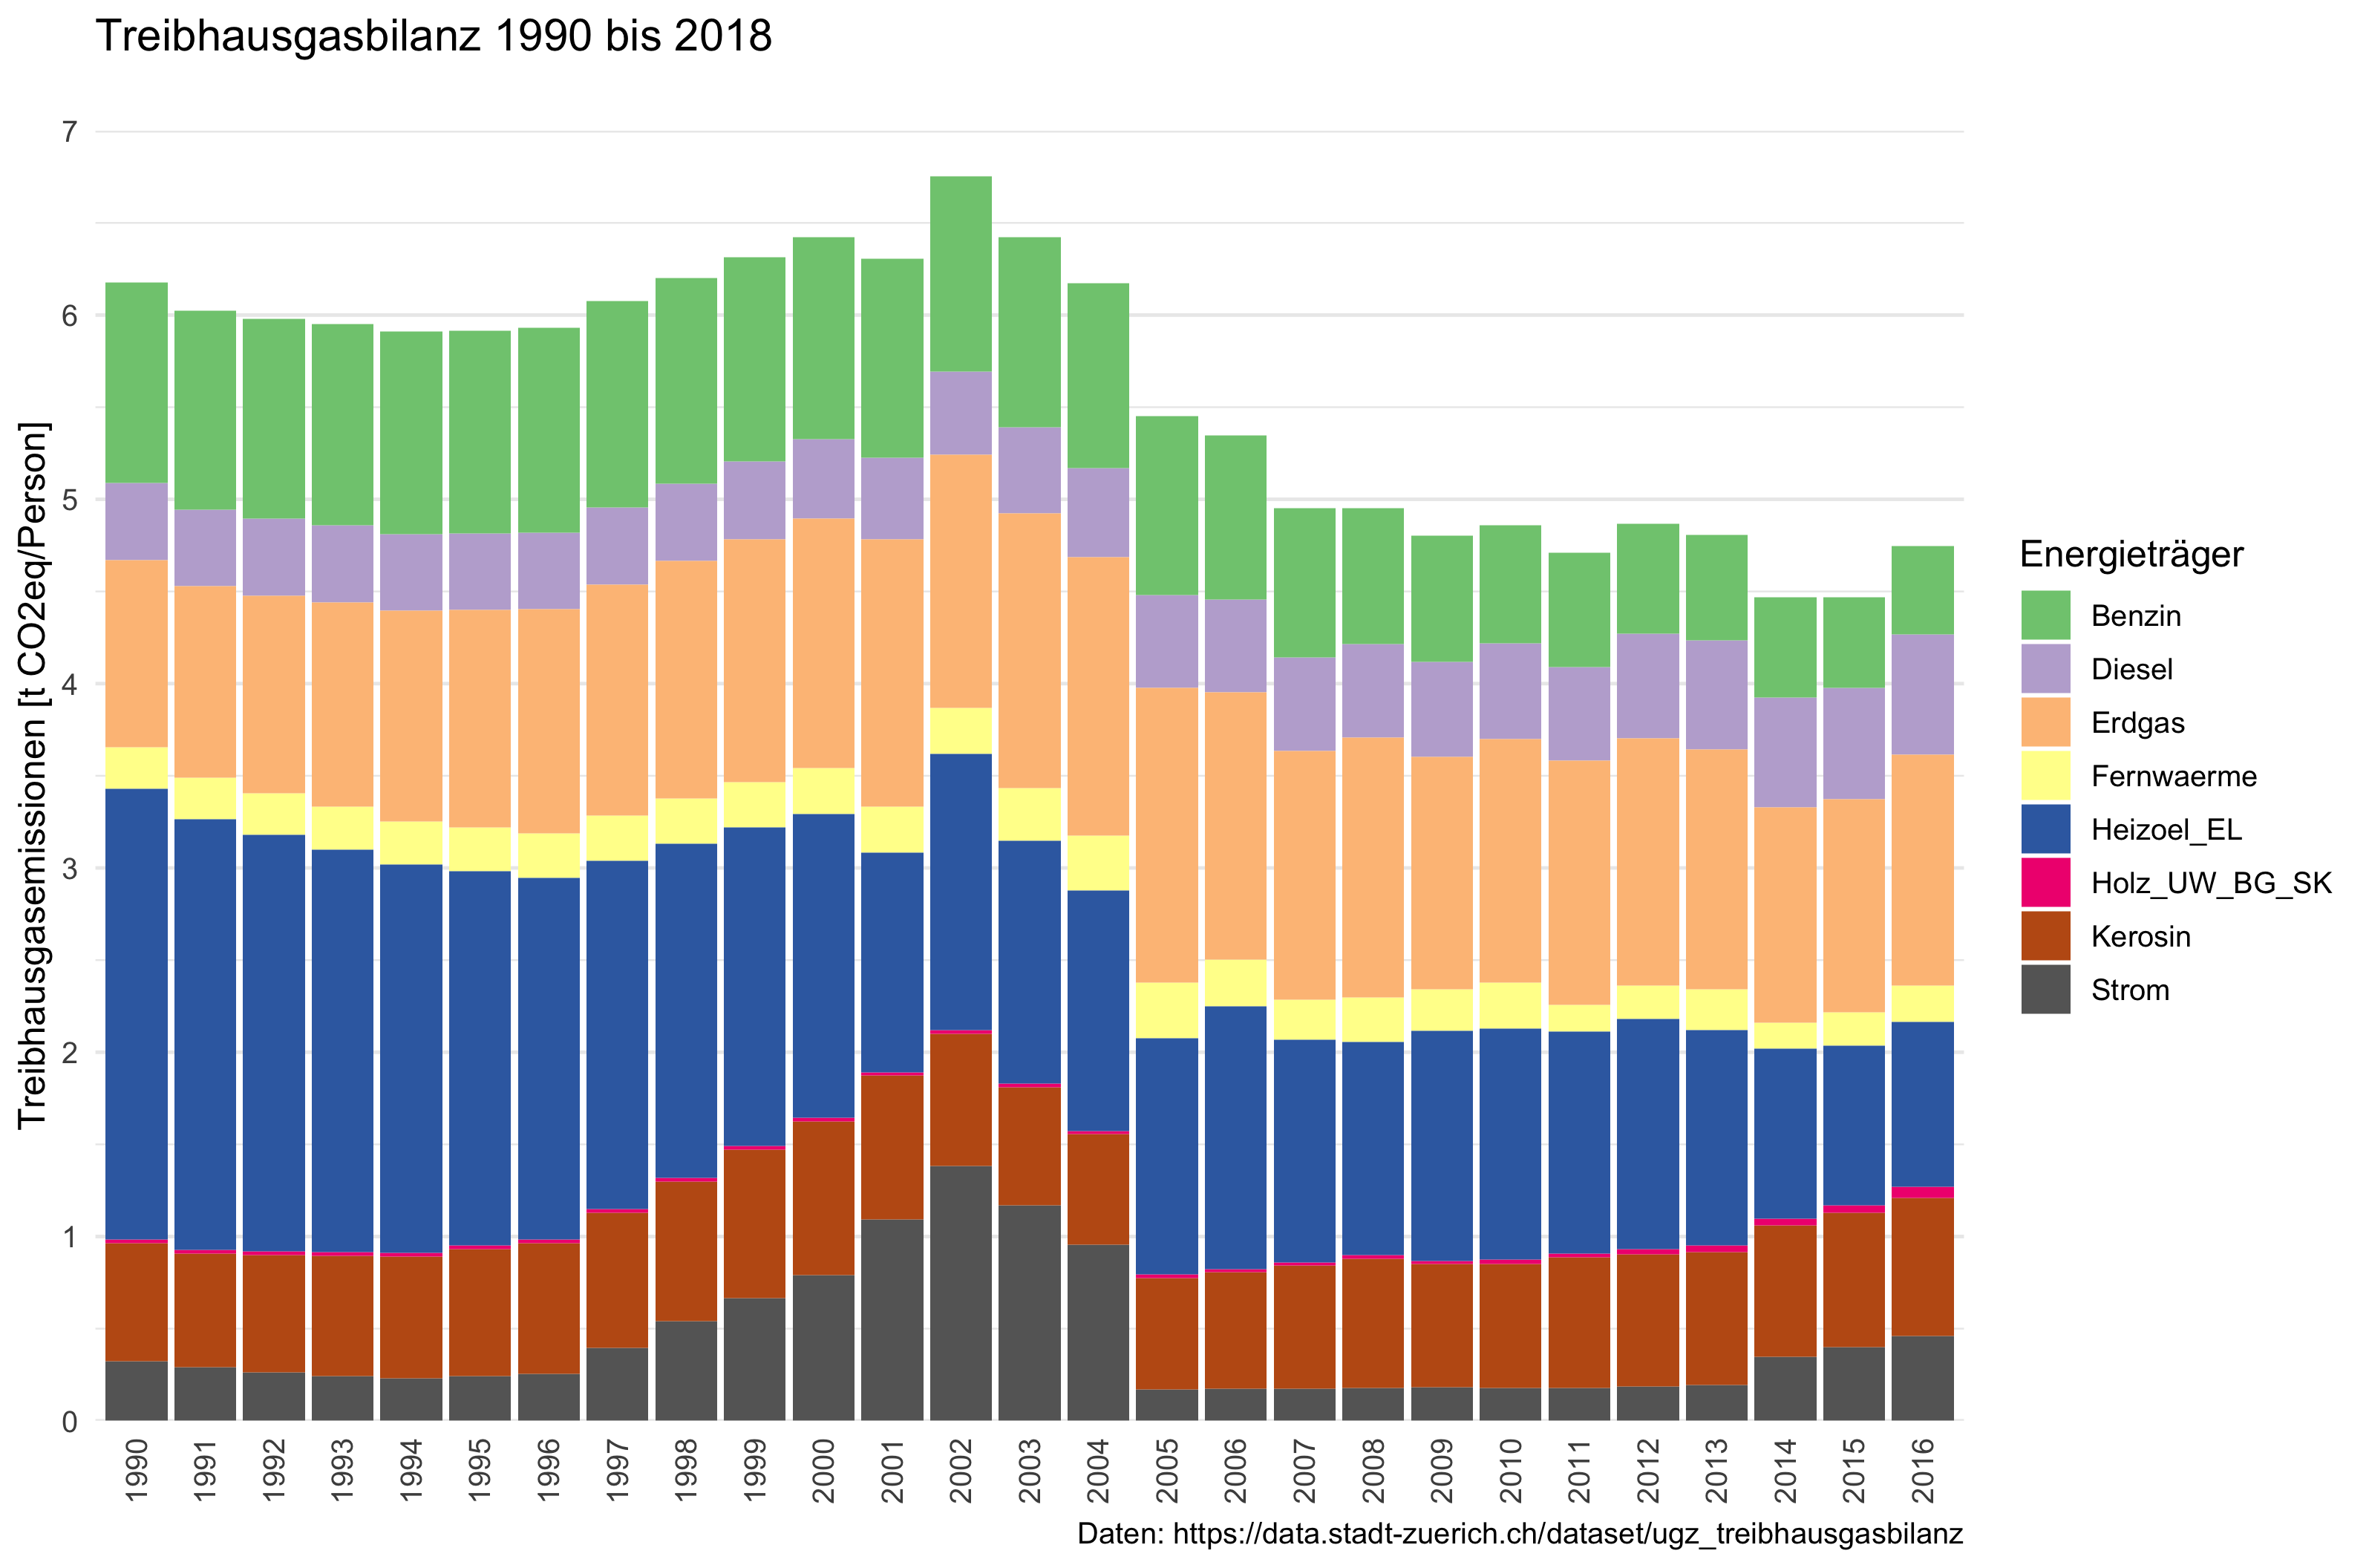 Treibhausgasbilanz 1990 bis 2018
Treibhausgasemissionen [t CO2eq/Person]
7
6
5
4
3
2
1
0
1990 1991 1992 1993 1994 1995 1996 1997 1998 1999 2000 2001 2002 2003 2004 2005 2006 2007 2008 2009 2010 2011 2012 2013 2014 2015 2016
Energieträger
Benzin
Diesel
Erdgas
Fernwaerme
Heizoel_EL
Holz_UW_BG_SK
Kerosin
Strom
Daten: https://data.stadt-zuerich.ch/dataset/ugz_treibhausgasbilanz